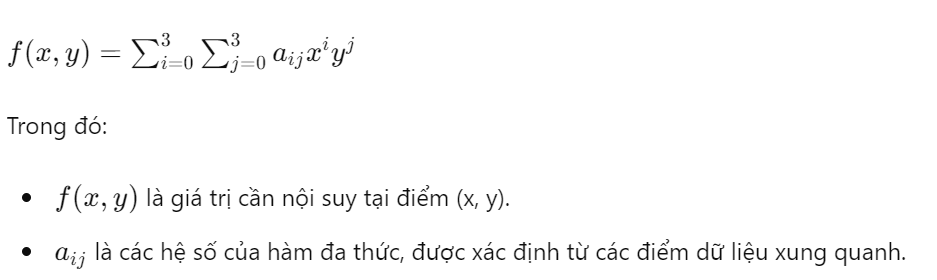 f(x, y) = ∑_{i=0}^{3} ∑_{j=0}^{3} a_{ij} x^i y^j
Trong đó:
• f(x, y) là giá trị cần nội suy tại điểm (x, y).
• a_{ij} là các hệ số của hàm đa thức, được xác định từ các điểm dữ liệu xung quanh.